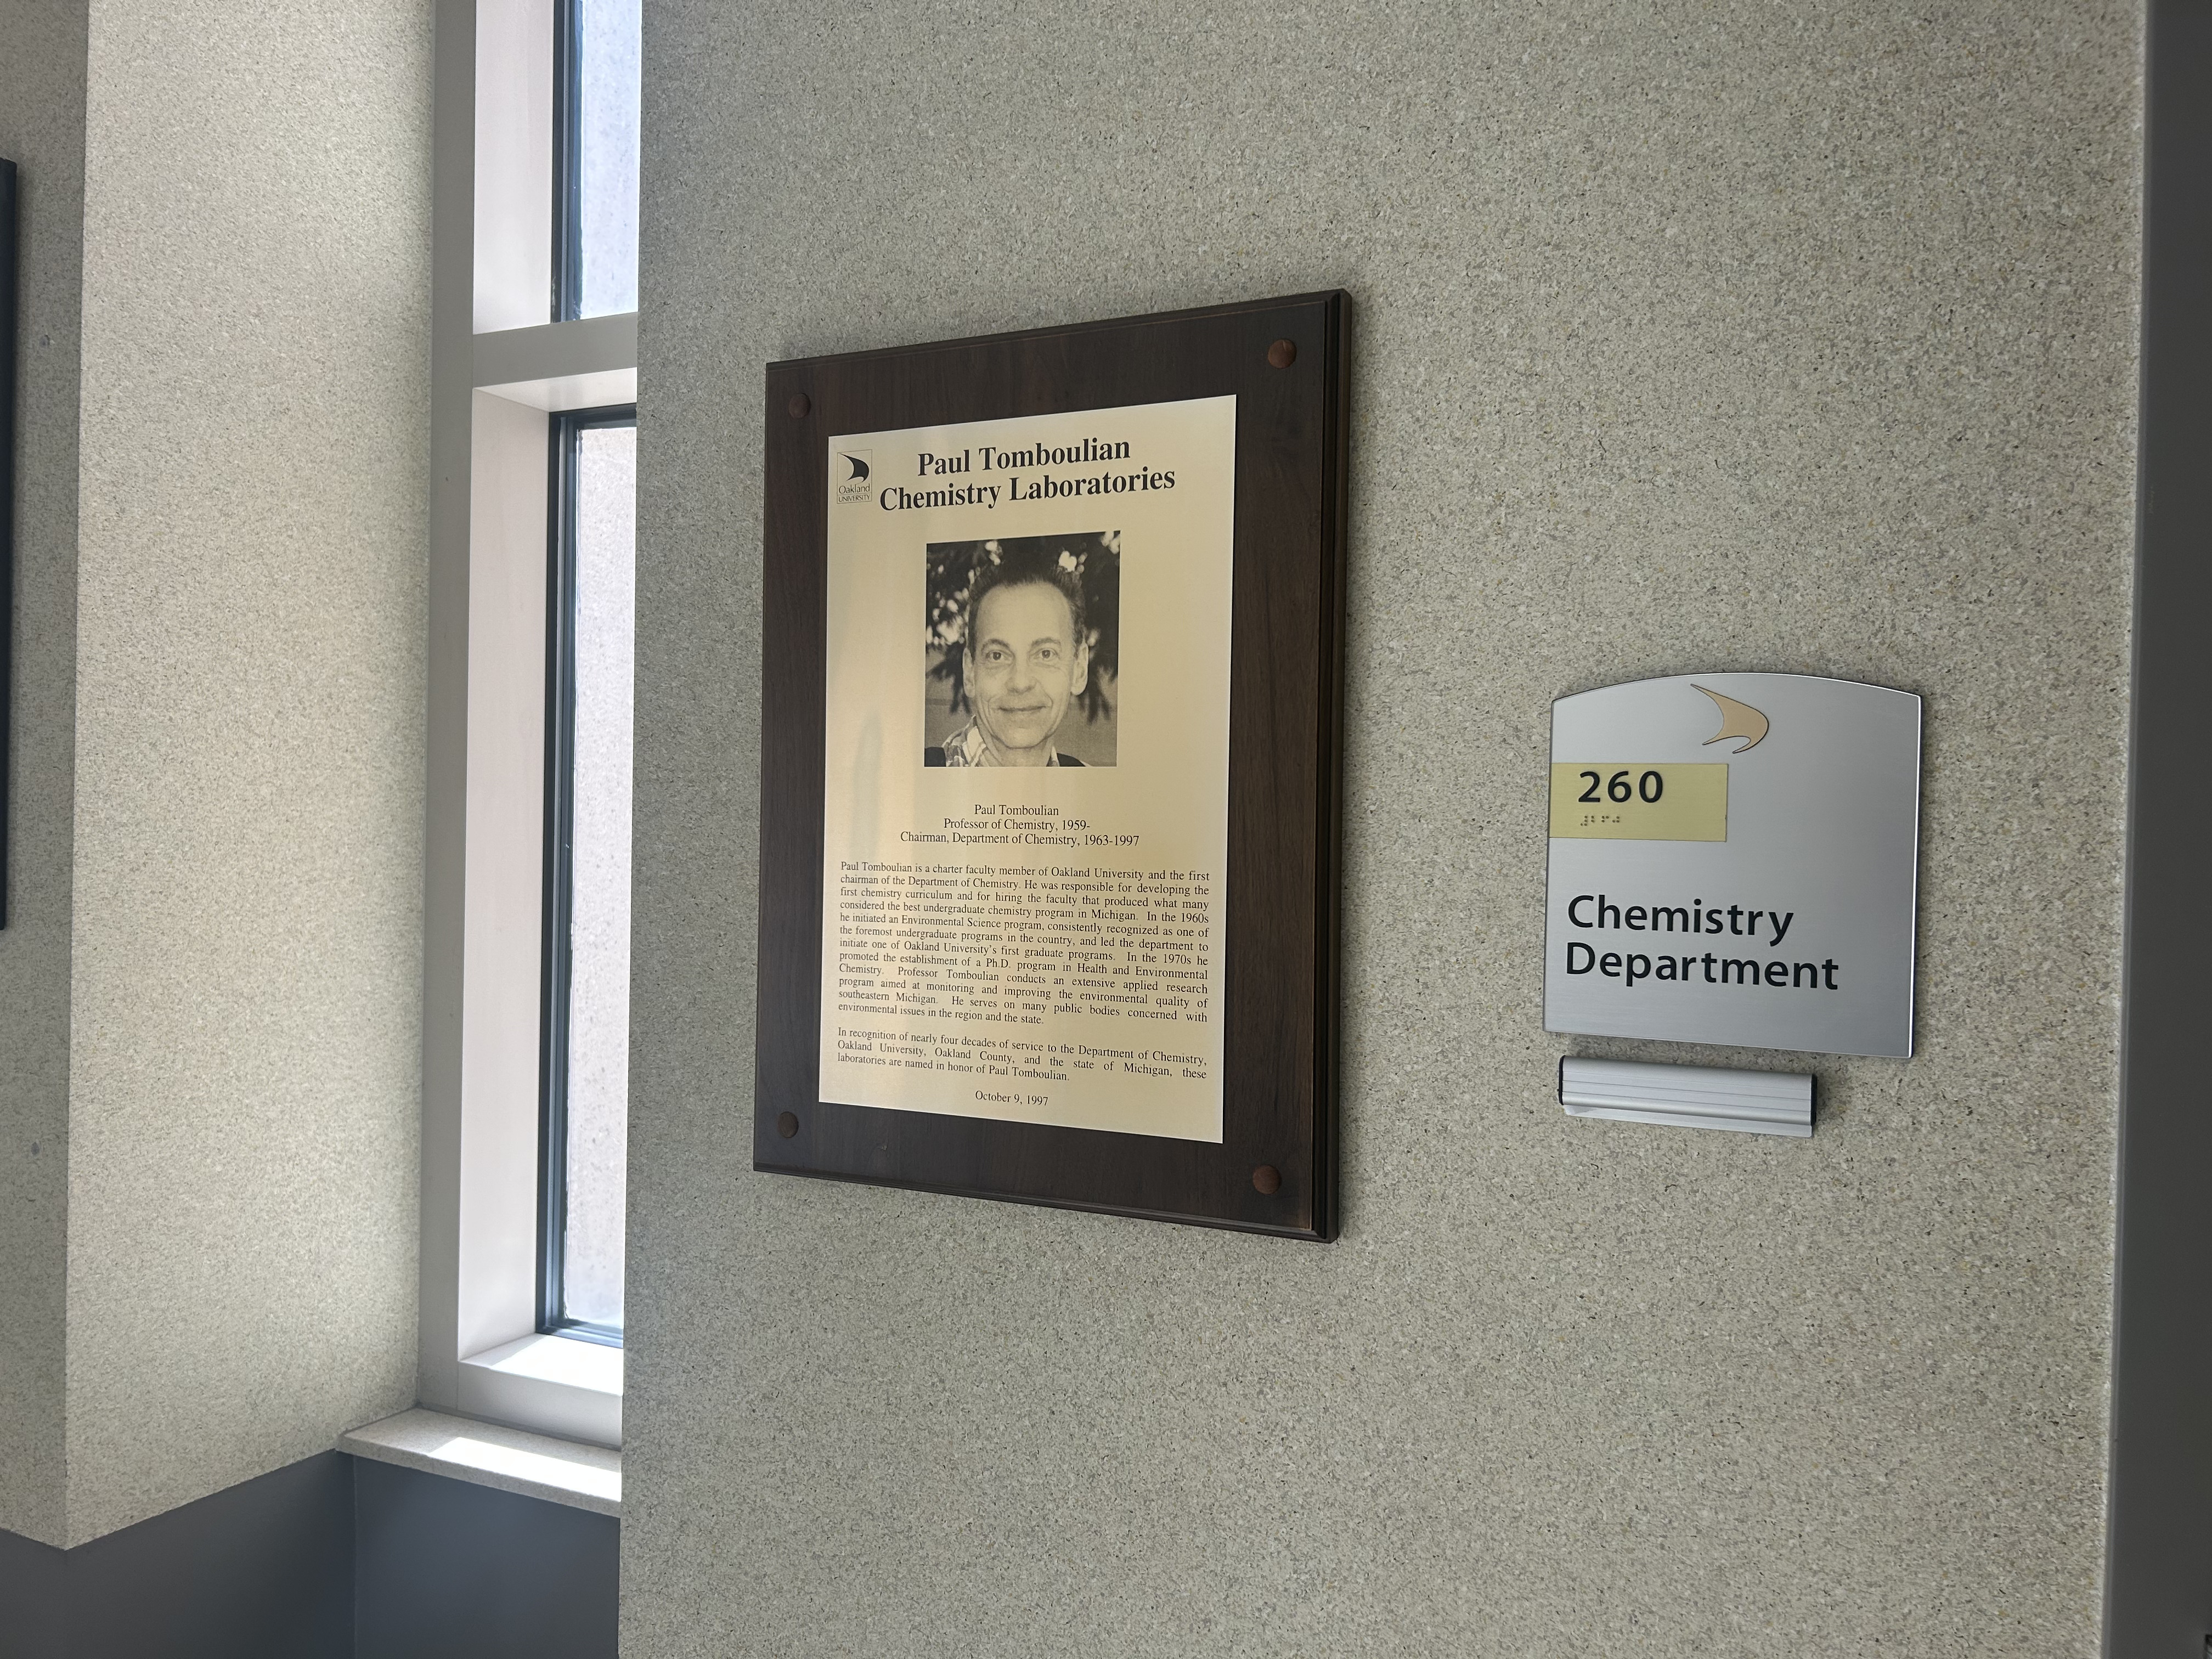 Paul Tomboulian
Chemistry Laboratories
Oakland
UNIVERSITY
Paul Tomboulian
Professor of Chemistry, 1959-
Chairman, Department of Chemistry, 1963-1997
Paul Tomboulian is a charter faculty member of Oakland University and the first
chairman of the Department of Chemistry. He was responsible for developing the
first chemistry curriculum and for hiring the faculty that produced what many
considered the best undergraduate chemistry program in Michigan. In the 1960s
he initiated an Environmental Science program, consistently recognized as one of
the foremost undergraduate programs in the country, and led the department to
initiate one of Oakland University's first graduate programs. In the 1970s he
promoted the establishment of a Ph.D. program in Health and Environmental
Chemistry. Professor Tomboulian conducts an extensive applied research
program aimed at monitoring and improving the environmental quality of
southeastern Michigan. He serves on many public bodies concerned with
environmental issues in the region and the state.
In recognition of nearly four decades of service to the Department of Chemistry,
Oakland University, Oakland County, and the state of Michigan, these
laboratories are named in honor of Paul Tomboulian.
October 9, 1997
260
⠼⠃⠋⠚
Chemistry
Department